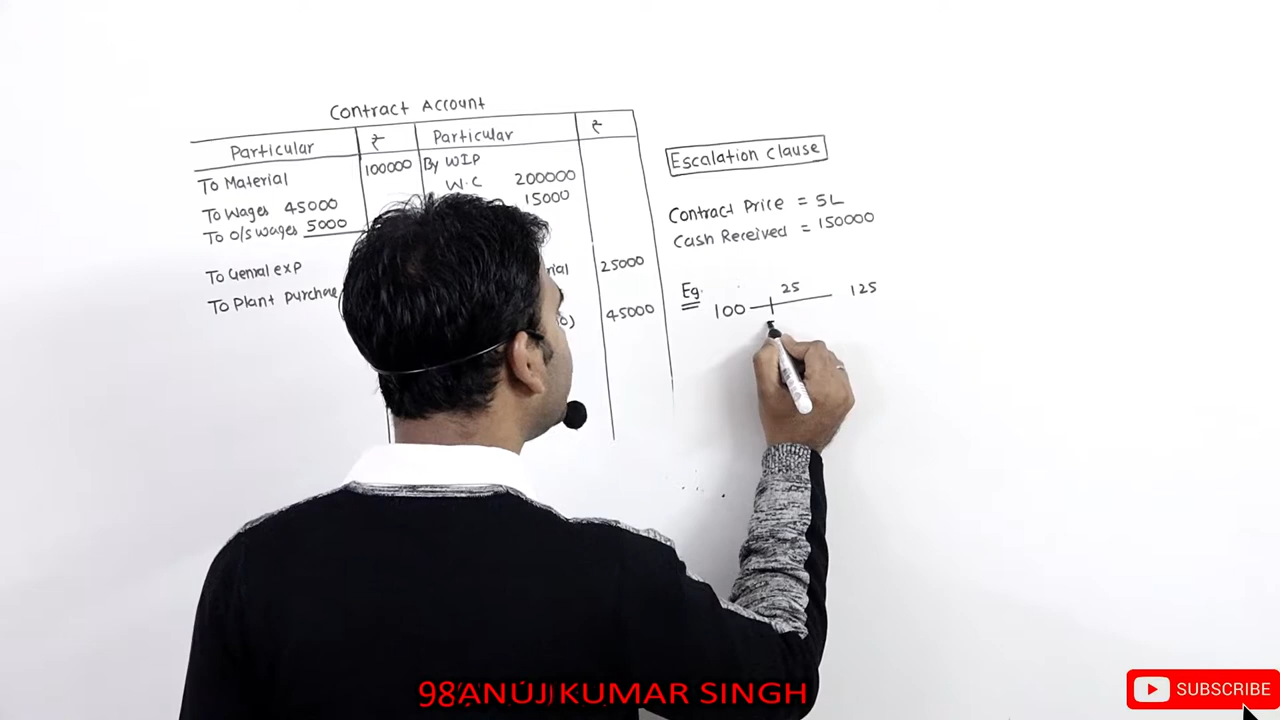 Contract Account
Particular ₹ Particular ₹
To Material 100000 By WIP
W.C 200000
To Wages 45000 15000
To O/S Wages 5000
To Genral exp 25000
To Plant Purchase 45000
Escalation Clause
Contract Price = 5L
Cash Received = 150000
Eg. 25 125
100
ANUJ KUMAR SINGH
SUBSCRIBE